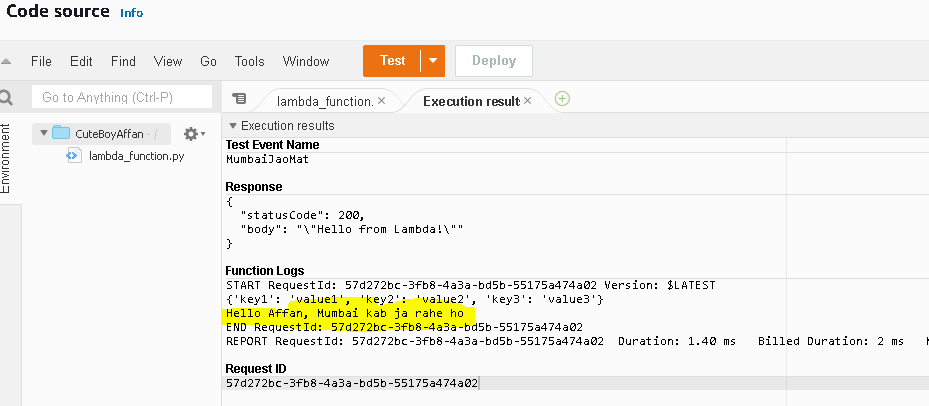 Code source Info
File Edit Find View Go Tools Window Test Deploy
Go to Anything (Ctrl-P)
lambda_function. Execution result
Environment
CuteBoyAffan - /
lambda_function.py
Execution results
Test Event Name
MumbaiJaoMat
Response
{
"statusCode": 200,
"body": "\"Hello from Lambda!\""
}
Function Logs
START RequestId: 57d272bc-3fb8-4a3a-bd5b-55175a474a02 Version: $LATEST
{'key1': 'value1', 'key2': 'value2', 'key3': 'value3'}
Hello Affan, Mumbai kab ja rahe ho
END RequestId: 57d272bc-3fb8-4a3a-bd5b-55175a474a02
REPORT RequestId: 57d272bc-3fb8-4a3a-bd5b-55175a474a02 Duration: 1.40 ms Billed Duration: 2 ms
Request ID
57d272bc-3fb8-4a3a-bd5b-55175a474a02